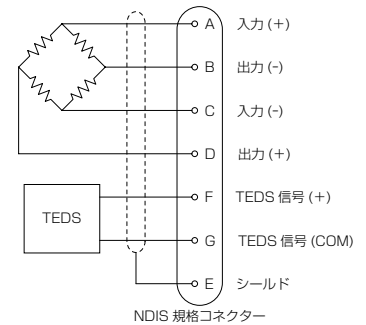 A 入力 (+)
B 出力 (-)
C 入力 (-)
D 出力 (+)
F TEDS 信号 (+)
TEDS
G TEDS 信号 (COM)
E シールド
NDIS 規格コネクター